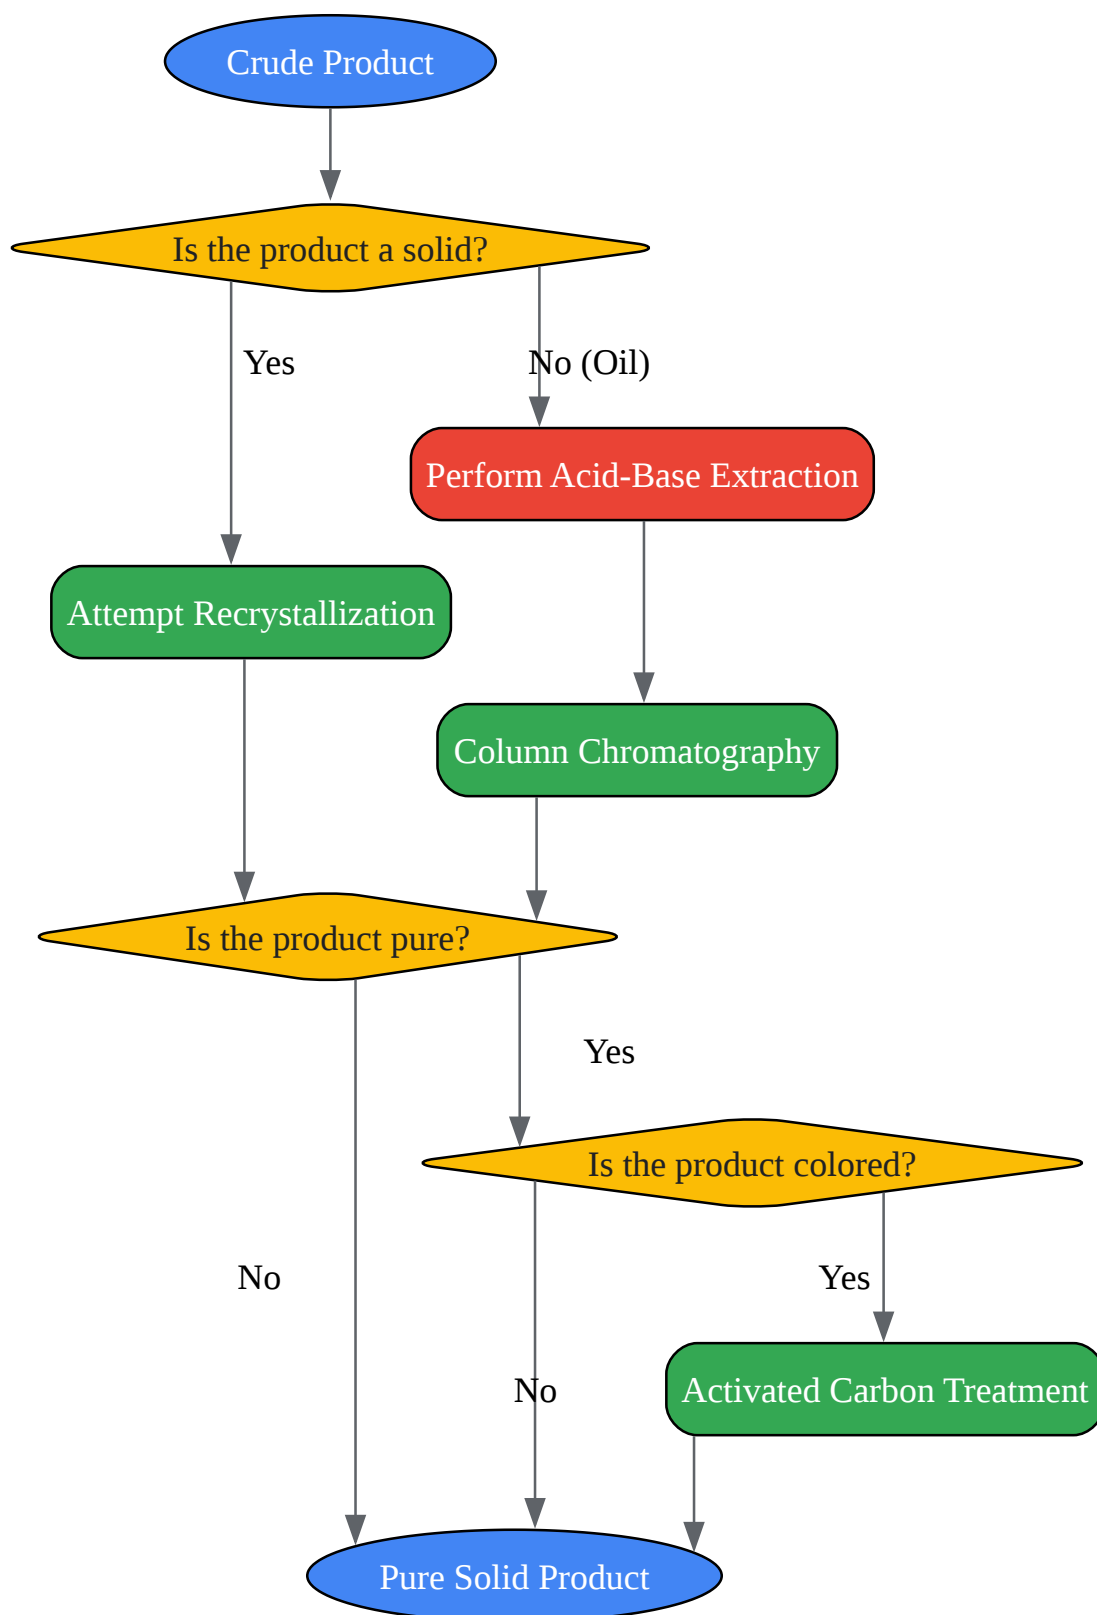 Crude Product
Is the product a solid?
Yes
No (Oil)
Perform Acid-Base Extraction
Attempt Recrystallization
Column Chromatography
Is the product pure?
Yes
Is the product colored?
No
Yes
No
Activated Carbon Treatment
Pure Solid Product